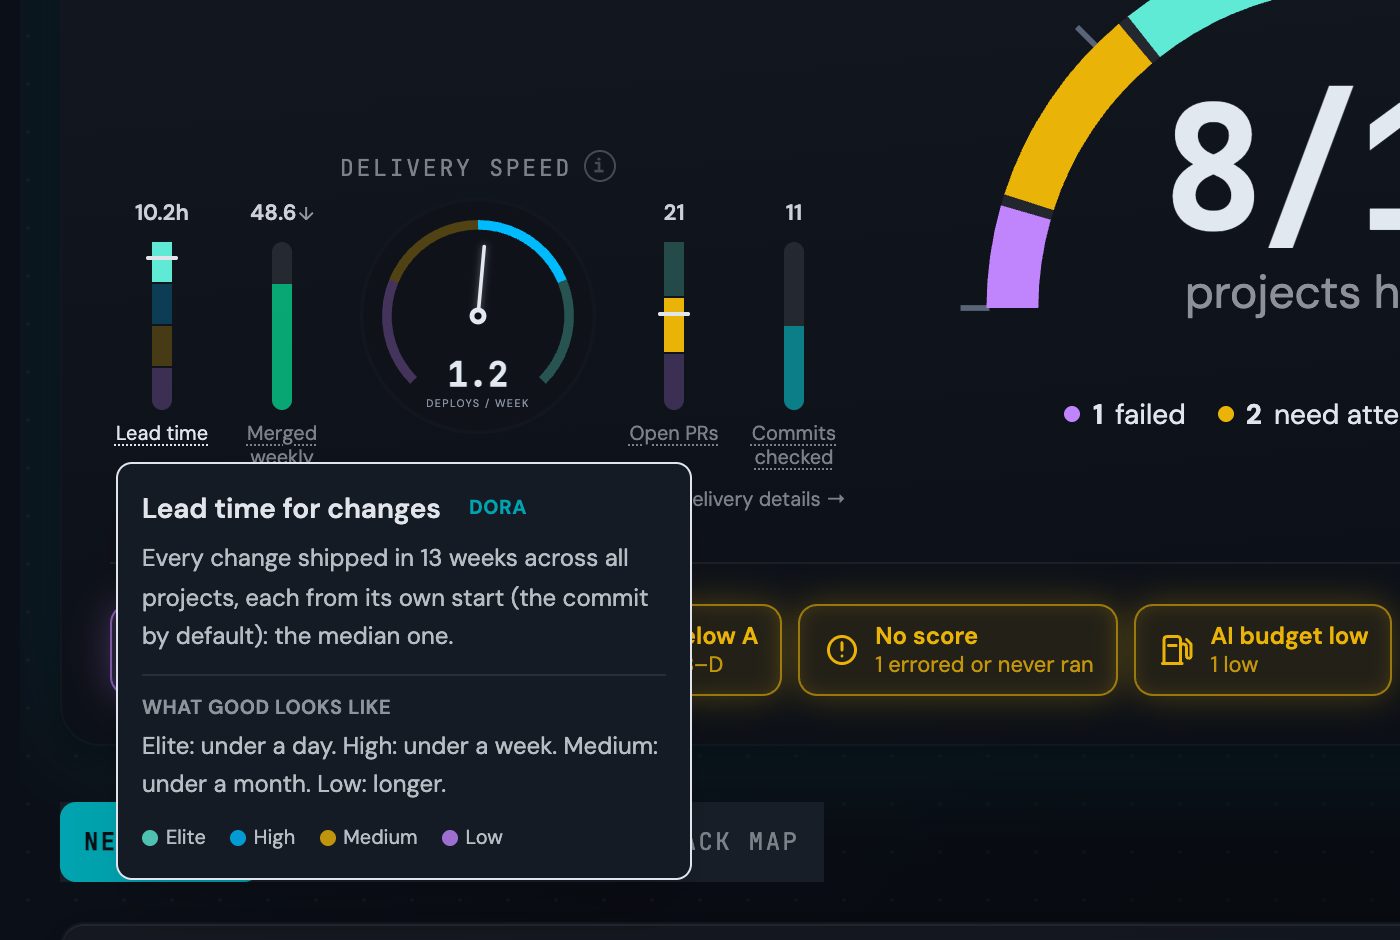 8/1
projects h
1 failed
2 need atte
DELIVERY SPEED
10.2h
48.6↓
21
11
1.2
DEPLOYS / WEEK
Lead time
Merged
weekly
Open PRs
Commits
checked
elivery details →
Lead time for changes DORA
Every change shipped in 13 weeks across all
projects, each from its own start (the commit
by default): the median one.
WHAT GOOD LOOKS LIKE
Elite: under a day. High: under a week. Medium:
under a month. Low: longer.
Elite High Medium Low
elow A
–D
No score
1 errored or never ran
AI budget low
1 low
NE
ACK MAP